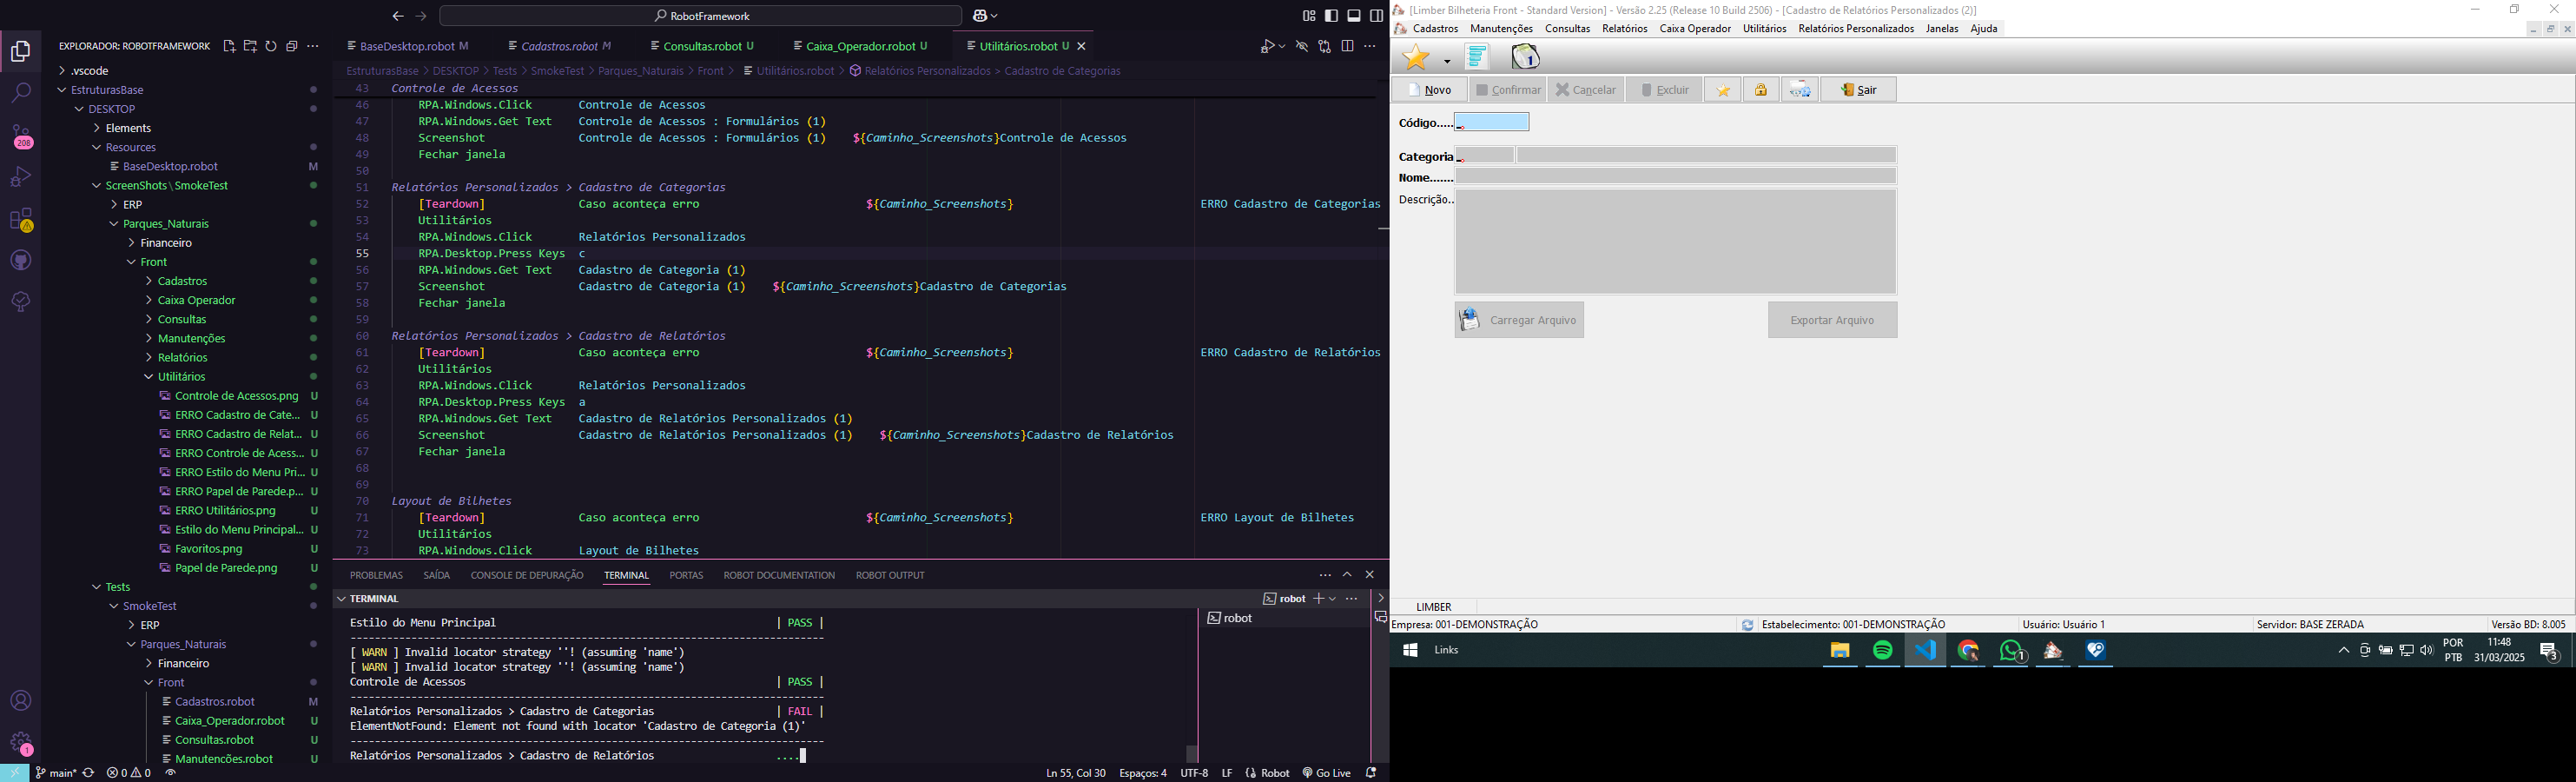 RobotFramework
EXPLORADOR: ROBOTFRAMEWORK
.vscode
EstruturasBase
DESKTOP
Elements
Resources
BaseDesktop.robot M
ScreenShots\SmokeTest
ERP
Parques_Naturais
Financeiro
Front
Cadastros
Caixa Operador
Consultas
Manutenções
Relatórios
Utilitários
Controle de Acessos.png U
ERRO Cadastro de Cate... U
ERRO Cadastro de Relat... U
ERRO Controle de Acess... U
ERRO Estilo do Menu Pri... U
ERRO Papel de Parede.p... U
ERRO Utilitários.png U
Estilo do Menu Principal... U
Favoritos.png U
Papel de Parede.png U
Tests
SmokeTest
ERP
Parques_Naturais
Financeiro
Front
Cadastros.robot M
Caixa_Operador.robot U
Consultas.robot U
Manutenções.robot U
208
1
BaseDesktop.robot M Cadastros.robot M Consultas.robot U Caixa_Operador.robot U Utilitários.robot U
EstruturasBase > DESKTOP > Tests > SmokeTest > Parques_Naturais > Front > Utilitários.robot > Relatórios Personalizados > Cadastro de Categorias
43 Controle de Acessos
46 RPA.Windows.Click Controle de Acessos
47 RPA.Windows.Get Text Controle de Acessos : Formulários (1)
48 Screenshot Controle de Acessos : Formulários (1) ${Caminho_Screenshots}Controle de Acessos
49 Fechar janela
50
51 Relatórios Personalizados > Cadastro de Categorias
52 [Teardown] Caso aconteça erro ${Caminho_Screenshots} ERRO Cadastro de Categorias
53 Utilitários
54 RPA.Windows.Click Relatórios Personalizados
55 RPA.Desktop.Press Keys c
56 RPA.Windows.Get Text Cadastro de Categoria (1)
57 Screenshot Cadastro de Categoria (1) ${Caminho_Screenshots}Cadastro de Categorias
58 Fechar janela
59
60 Relatórios Personalizados > Cadastro de Relatórios
61 [Teardown] Caso aconteça erro ${Caminho_Screenshots} ERRO Cadastro de Relatórios
62 Utilitários
63 RPA.Windows.Click Relatórios Personalizados
64 RPA.Desktop.Press Keys a
65 RPA.Windows.Get Text Cadastro de Relatórios Personalizados (1)
66 Screenshot Cadastro de Relatórios Personalizados (1) ${Caminho_Screenshots}Cadastro de Relatórios
67 Fechar janela
68
69
70 Layout de Bilhetes
71 [Teardown] Caso aconteça erro ${Caminho_Screenshots} ERRO Layout de Bilhetes
72 Utilitários
73 RPA.Windows.Click Layout de Bilhetes
PROBLEMAS SAÍDA CONSOLE DE DEPURAÇÃO TERMINAL PORTAS ROBOT DOCUMENTATION ROBOT OUTPUT
TERMINAL robot
robot
Estilo do Menu Principal | PASS |
------------------------------------------------------------------------------
[ WARN ] Invalid locator strategy ''! (assuming 'name')
[ WARN ] Invalid locator strategy ''! (assuming 'name')
Controle de Acessos | PASS |
------------------------------------------------------------------------------
Relatórios Personalizados > Cadastro de Categorias | FAIL |
ElementNotFound: Element not found with locator 'Cadastro de Categoria (1)'
------------------------------------------------------------------------------
Relatórios Personalizados > Cadastro de Relatórios ....
main* 0 0 Ln 55, Col 30 Espaços: 4 UTF-8 LF Robot Go Live
[Limber Bilheteria Front - Standard Version] - Versão 2.25 (Release 10 Build 2506) - [Cadastro de Relatórios Personalizados (2)]
Cadastros Manutenções Consultas Relatórios Caixa Operador Utilitários Relatórios Personalizados Janelas Ajuda
1
Novo Confirmar Cancelar Excluir Sair
Código.....
Categoria
Nome.......
Descrição..
Carregar Arquivo Exportar Arquivo
LIMBER
Empresa: 001-DEMONSTRAÇÃO Estabelecimento: 001-DEMONSTRAÇÃO Usuário: Usuário 1 Servidor: BASE ZERADA Versão BD: 8.005
Links 1 POR 11:48
PTB 31/03/2025 3